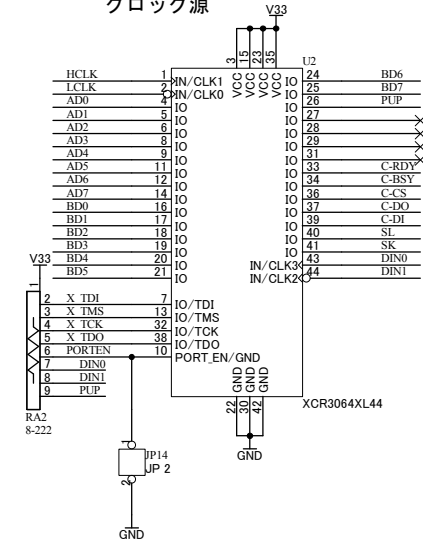 クロック源
V33
U2
3 15 23 35
VCC VCC VCC VCC
HCLK 1 IN/CLK1
LCLK 2 IN/CLK0
AD0 4 IO
AD1 5 IO
AD2 6 IO
AD3 8 IO
AD4 9 IO
AD5 11 IO
AD6 12 IO
AD7 14 IO
BD0 16 IO
BD1 17 IO
BD2 18 IO
BD3 19 IO
BD4 20 IO
BD5 21 IO
IO 24 BD6
IO 25 BD7
IO 26 PUP
IO 27
IO 28
IO 29
IO 31
IO 33 C-RDY
IO 34 C-BSY
IO 36 C-CS
IO 37 C-DO
IO 39 C-DI
IO 40 SL
IO 41 SK
IN/CLK3 43 DIN0
IN/CLK2 44 DIN1
V33
1
2 X TDI 7 IO/TDI
3 X TMS 13 IO/TMS
4 X TCK 32 IO/TCK
5 X TDO 38 IO/TDO
6 PORTEN 10 PORT_EN/GND
7 DIN0
8 DIN1
9 PUP
RA2
8-222
GND GND GND
22 30 42
XCR3064XL44
GND
1
JP14
JP 2
2
GND